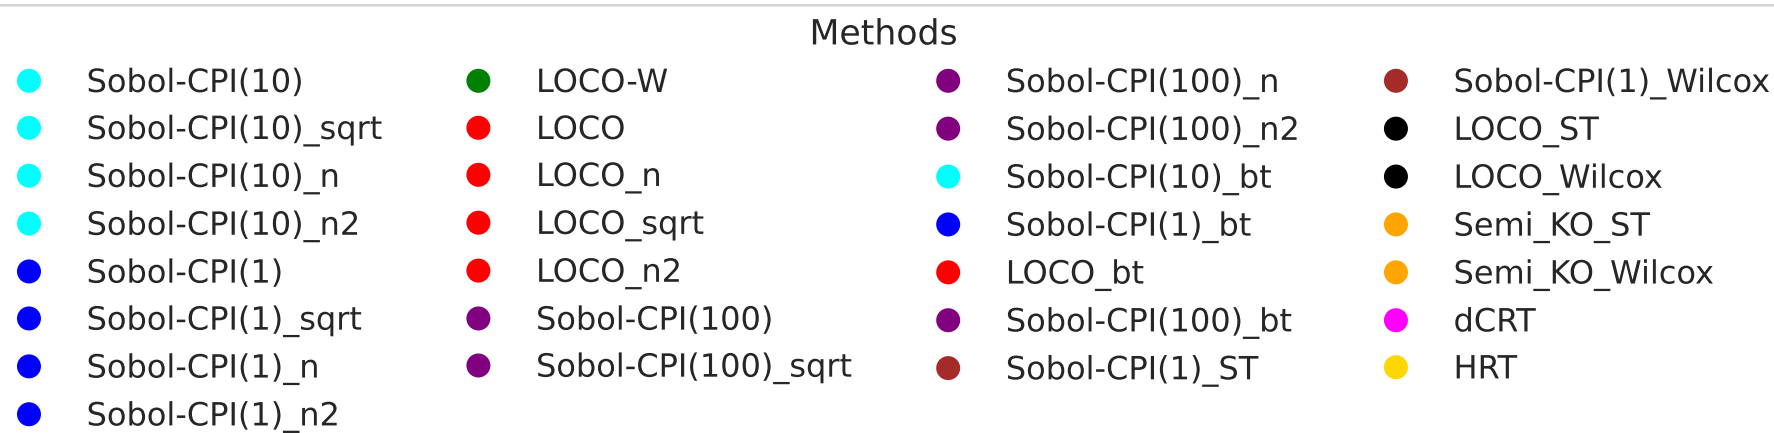 Methods
Sobol-CPI(10)
Sobol-CPI(10)_sqrt
Sobol-CPI(10)_n
Sobol-CPI(10)_n2
Sobol-CPI(1)
Sobol-CPI(1)_sqrt
Sobol-CPI(1)_n
Sobol-CPI(1)_n2
LOCO-W
LOCO
LOCO_n
LOCO_sqrt
LOCO_n2
Sobol-CPI(100)
Sobol-CPI(100)_sqrt
Sobol-CPI(100)_n
Sobol-CPI(100)_n2
Sobol-CPI(10)_bt
Sobol-CPI(1)_bt
LOCO_bt
Sobol-CPI(100)_bt
Sobol-CPI(1)_ST
Sobol-CPI(1)_Wilcox
LOCO_ST
LOCO_Wilcox
Semi_KO_ST
Semi_KO_Wilcox
dCRT
HRT